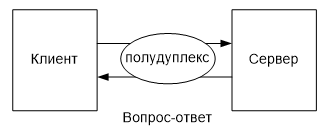 Клиент
полудуплекс
Сервер
Вопрос-ответ